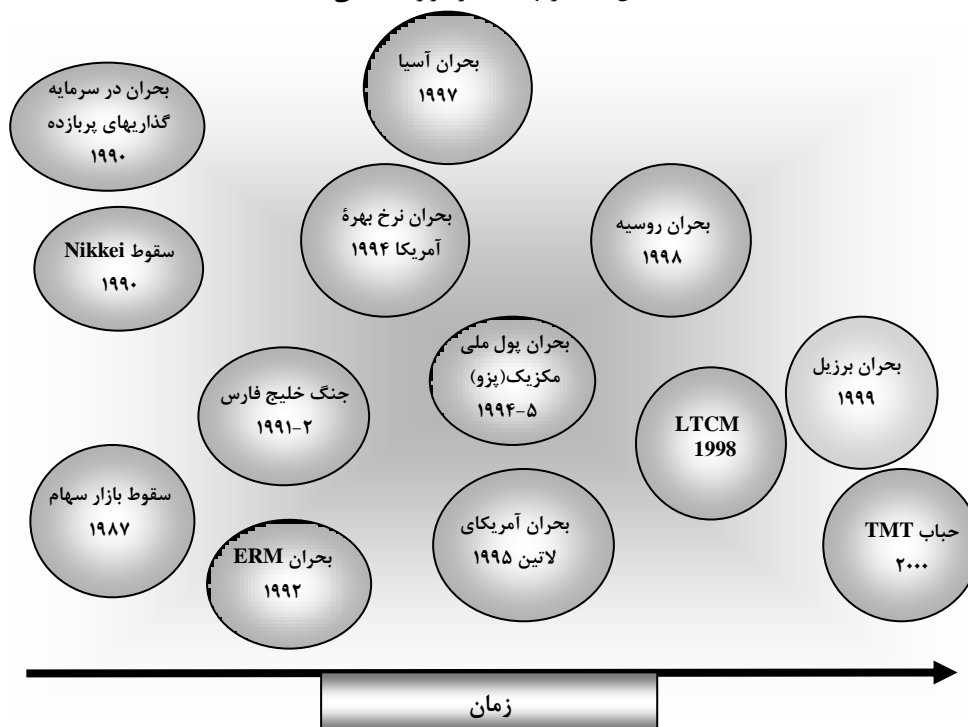 بحران آسیا
۱۹۹۷
بحران در سرمایه
گذاریهای پربازده
۱۹۹۰
بحران نرخ بهرۀ
آمریکا ۱۹۹۴
بحران روسیه
۱۹۹۸
سقوط Nikkei
۱۹۹۰
بحران پول ملی
مکزیک(پزو)
۱۹۹۴-۵
جنگ خلیج فارس
۱۹۹۱-۲
بحران برزیل
۱۹۹۹
LTCM
1998
سقوط بازار سهام
۱۹۸۷
بحران ERM
۱۹۹۲
بحران آمریکای
لاتین ۱۹۹۵
حباب TMT
۲۰۰۰
زمان